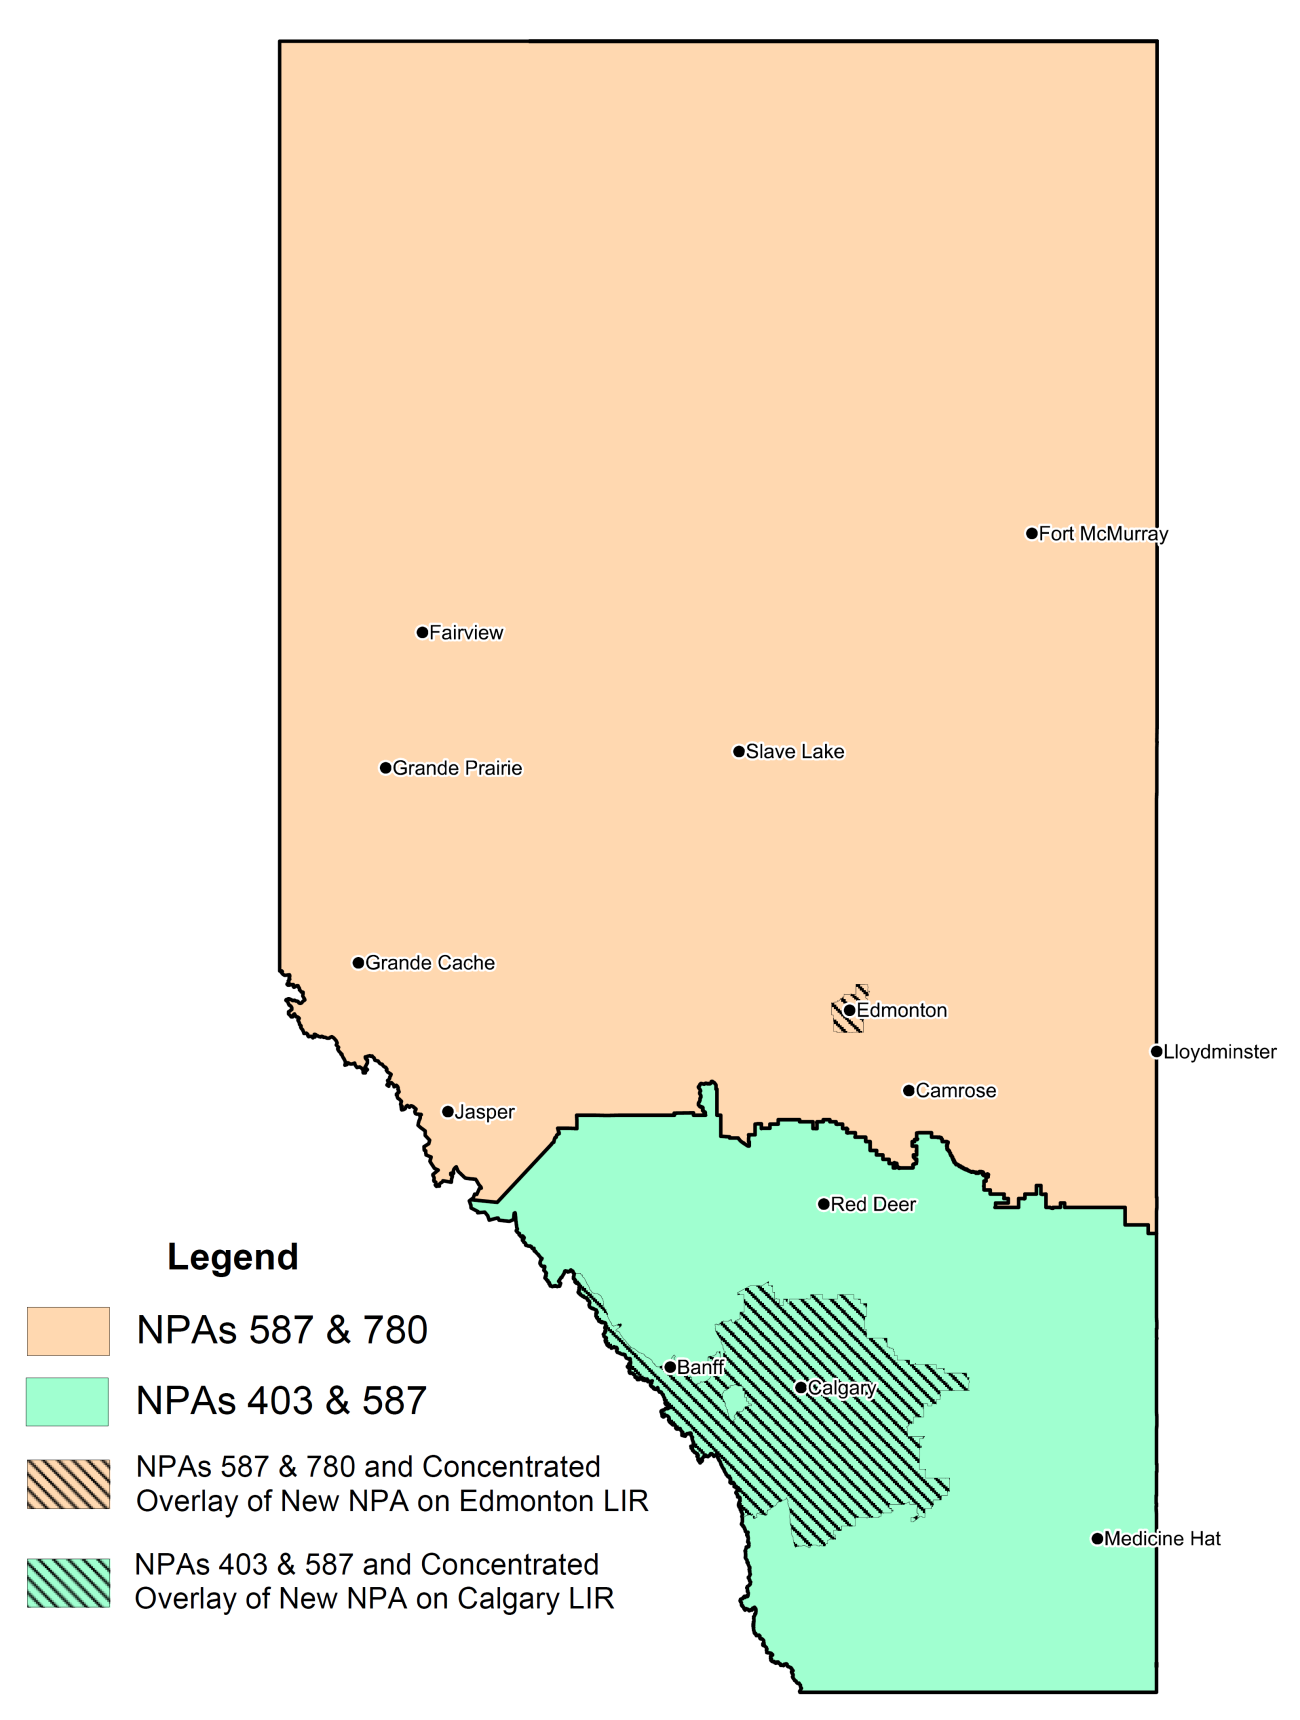 Fort McMurray
Fairview
Slave Lake
Grande Prairie
Grande Cache
Edmonton
Lloydminster
Camrose
Jasper
Red Deer
Banff
Calgary
Medicine Hat
Legend
NPAs 587 & 780
NPAs 403 & 587
NPAs 587 & 780 and Concentrated
Overlay of New NPA on Edmonton LIR
NPAs 403 & 587 and Concentrated
Overlay of New NPA on Calgary LIR